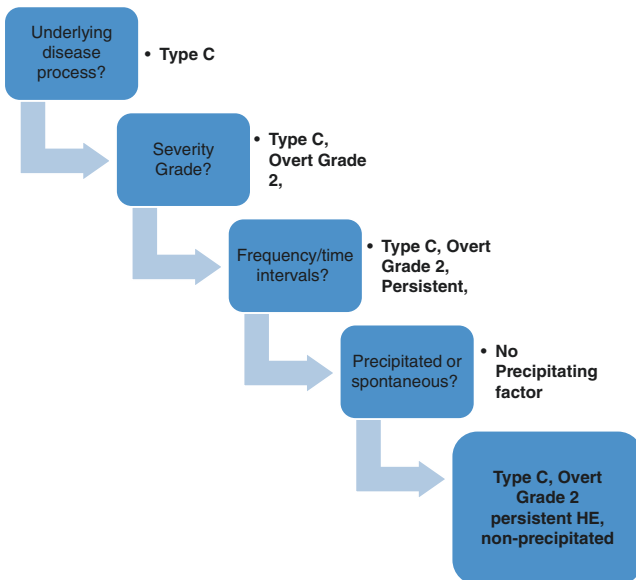 Underlying
disease
process?
• Type C
Severity
Grade?
• Type C,
Overt Grade
2,
Frequency/time
intervals?
• Type C, Overt
Grade 2,
Persistent,
Precipitated or
spontaneous?
• No
Precipitating
factor
Type C, Overt
Grade 2
persistent HE,
non-precipitated